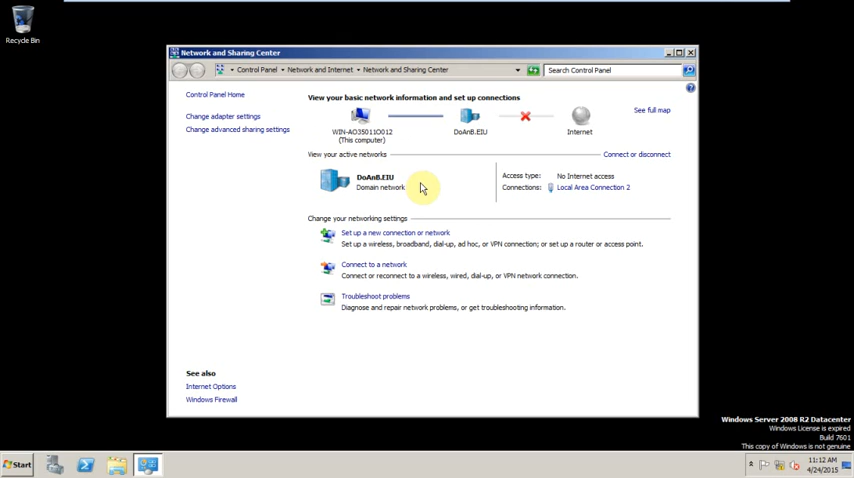 Recycle Bin
Network and Sharing Center
Control Panel
Network and Internet
Network and Sharing Center
Search Control Panel
Control Panel Home
Change adapter settings
Change advanced sharing settings
View your basic network information and set up connections
See full map
WIN-AO35011O012
(This computer)
DoAnB.EIU
Internet
View your active networks
Connect or disconnect
DoAnB.EIU
Domain network
Access type: No Internet access
Connections: Local Area Connection 2
Change your networking settings
Set up a new connection or network
Set up a wireless, broadband, dial-up, ad hoc, or VPN connection; or set up a router or access point.
Connect to a network
Connect or reconnect to a wireless, wired, dial-up, or VPN network connection.
Troubleshoot problems
Diagnose and repair network problems, or get troubleshooting information.
See also
Internet Options
Windows Firewall
Windows Server 2008 R2 Datacenter
Windows License is expired
Build 7601
This copy of Windows is not genuine
Start
11:12 AM
4/24/2015